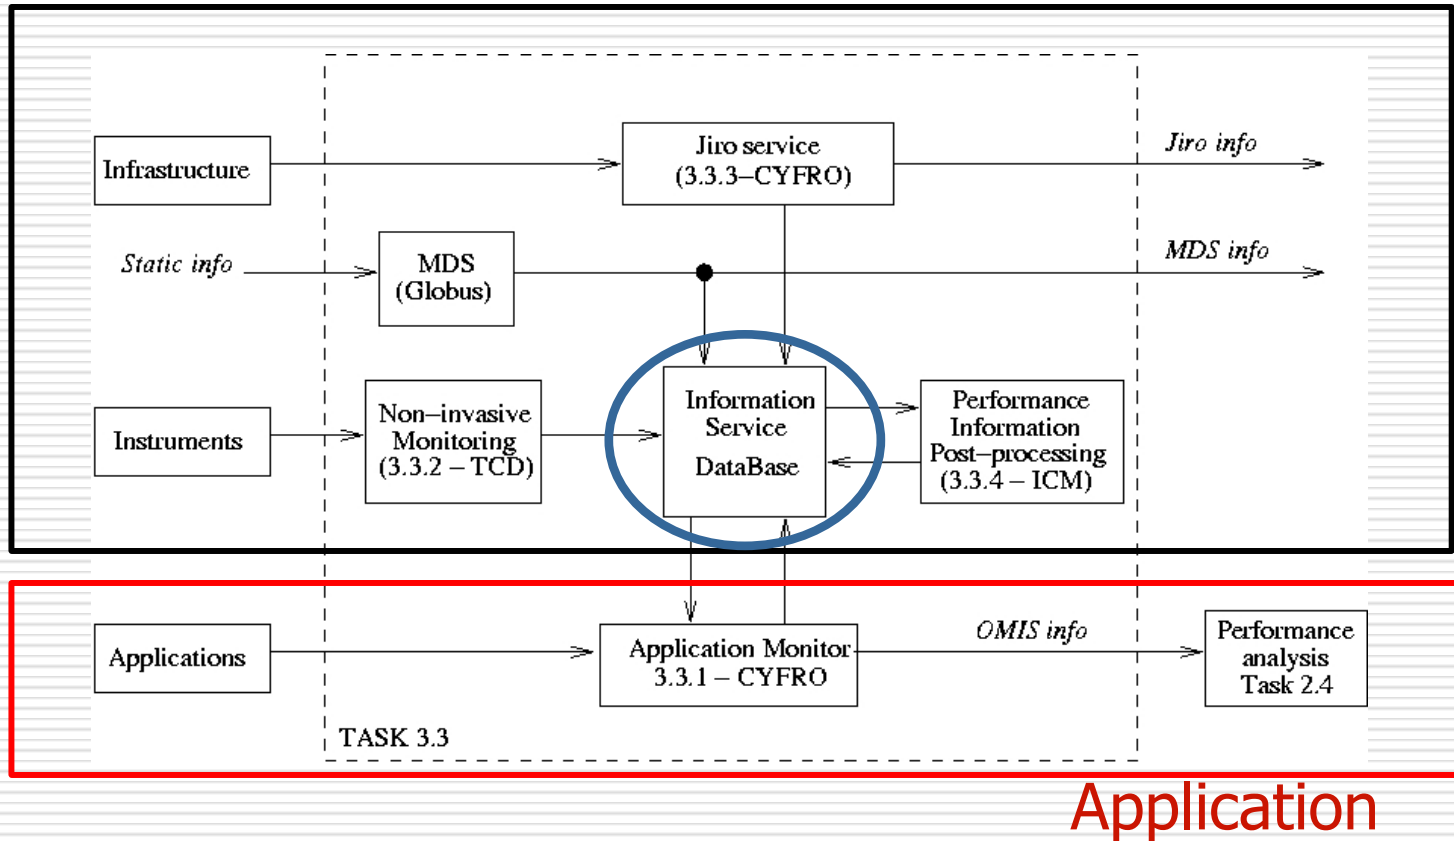 Infrastructure
Jiro service
(3.3.3−CYFRO)
Jiro info
Static info
MDS
(Globus)
MDS info
Instruments
Non−invasive
Monitoring
(3.3.2 − TCD)
Information
Service
DataBase
Performance
Information
Post−processing
(3.3.4 − ICM)
Applications
Application Monitor
3.3.1 − CYFRO
OMIS info
Performance
analysis
Task 2.4
TASK 3.3
Application